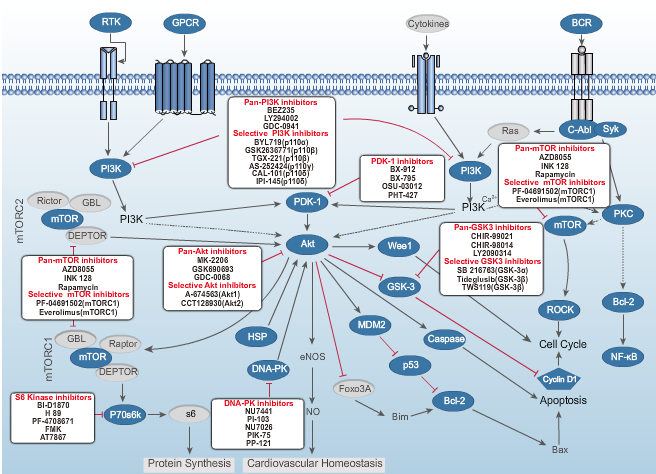 RTK
GPCR
Cytokines
BCR
Pan-PI3K inhibitors
BEZ235
LY294002
GDC-0941
Selective PI3K inhibitors
BYL719(p110α)
GSK2636771(p110β)
TGX-221(p110β)
AS-252424(p110γ)
CAL-101(p110δ)
IPI-145(p110δ)
Ras
C-Abl
Syk
PI3K
PI3K
PDK-1 inhibitors
BX-912
BX-795
OSU-03012
PHT-427
Pan-mTOR inhibitors
AZD8055
INK 128
Rapamycin
Selective mTOR inhibitors
PF-04691502(mTORC1)
Everolimus(mTORC1)
mTORC2
Rictor
GBL
mTOR
DEPTOR
PI3K
PDK-1
PI3K
Ca²⁺
mTOR
PKC
Akt
Wee1
Pan-Akt inhibitors
MK-2206
GSK690693
GDC-0068
Selective Akt inhibitors
A-674563(Akt1)
CCT128930(Akt2)
Pan-GSK3 inhibitors
CHIR-99021
CHIR-98014
LY2090314
Selective GSK3 inhibitors
SB 216763(GSK-3α)
Tideglusib(GSK-3β)
TWS119(GSK-3β)
Pan-mTOR inhibitors
AZD8055
INK 128
Rapamycin
Selective mTOR inhibitors
PF-04691502(mTORC1)
Everolimus(mTORC1)
GSK-3
ROCK
Bcl-2
mTORC1
GBL
Raptor
mTOR
DEPTOR
HSP
MDM2
Caspase
Cell Cycle
NF-κB
eNOS
DNA-PK
p53
Cyclin D1
Foxo3A
Bcl-2
Apoptosis
S6 Kinase inhibitors
BI-D1870
H 89
PF-4708671
FMK
AT7867
P70s6k
s6
DNA-PK inhibitors
NU7441
PI-103
NU7026
PIK-75
PP-121
NO
Bim
Bax
Protein Synthesis
Cardiovascular Homeostasis